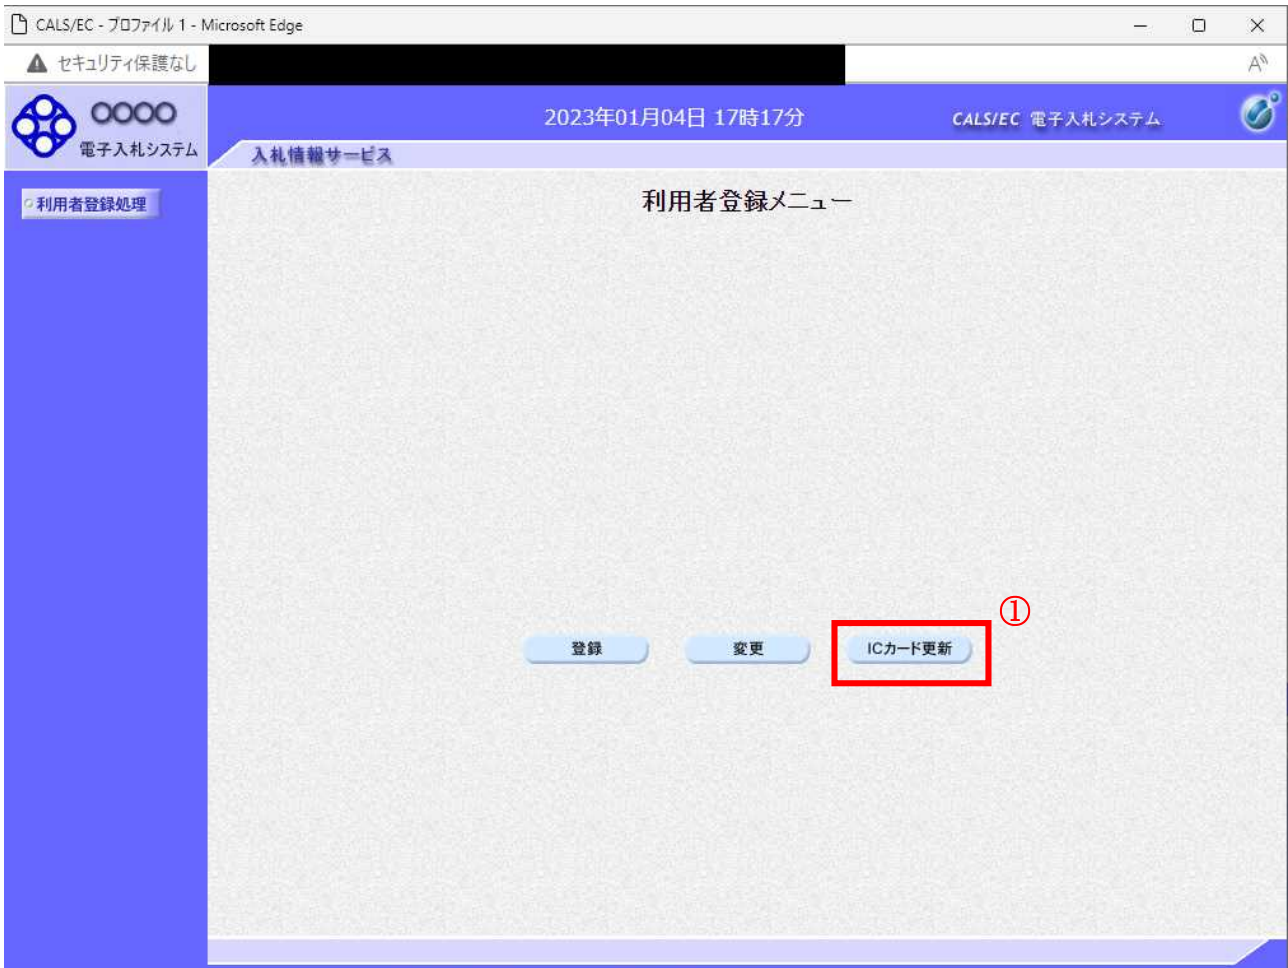 CALS/EC - プロファイル 1 - Microsoft Edge
セキュリティ保護なし
A
○○○○
電子入札システム
2023年01月04日 17時17分
CALS/EC 電子入札システム
入札情報サービス
利用者登録処理
利用者登録メニュー
①
登録
変更
ICカード更新